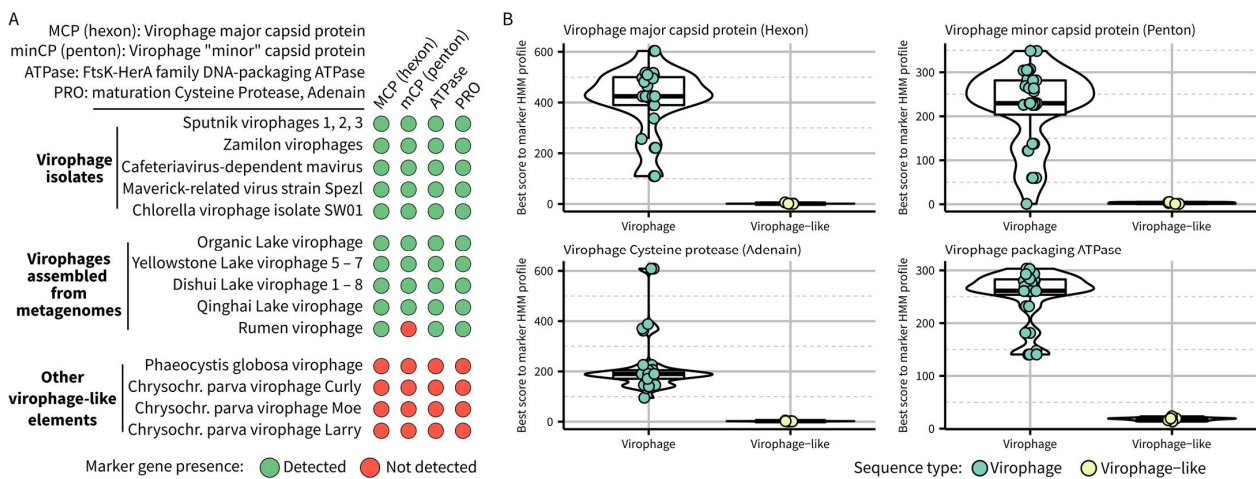 A
MCP (hexon): Virophage major capsid protein
minCP (penton): Virophage "minor" capsid protein
ATPase: FtsK-HerA family DNA-packaging ATPase
PRO: maturation Cysteine Protease, Adenain
MCP (hexon)
mCP (penton)
ATPase
PRO
Virophage
isolates
Sputnik virophages 1, 2, 3
Zamilon virophages
Cafeteriavirus-dependent mavirus
Maverick-related virus strain Spezl
Chlorella virophage isolate SW01
Virophages
assembled
from
metagenomes
Organic Lake virophage
Yellowstone Lake virophage 5 – 7
Dishui Lake virophage 1 – 8
Qinghai Lake virophage
Rumen virophage
Other
virophage-like
elements
Phaeocystis globosa virophage
Chrysochr. parva virophage Curly
Chrysochr. parva virophage Moe
Chrysochr. parva virophage Larry
Marker gene presence: Detected Not detected
B
Virophage major capsid protein (Hexon)
Best score to marker HMM profile
600
400
200
0
Virophage Virophage−like
Virophage minor capsid protein (Penton)
Best score to marker HMM profile
300
200
100
0
Virophage Virophage−like
Virophage Cysteine protease (Adenain)
Best score to marker HMM profile
600
400
200
0
Virophage Virophage−like
Virophage packaging ATPase
Best score to marker HMM profile
300
200
100
0
Virophage Virophage−like
Sequence type: Virophage Virophage−like